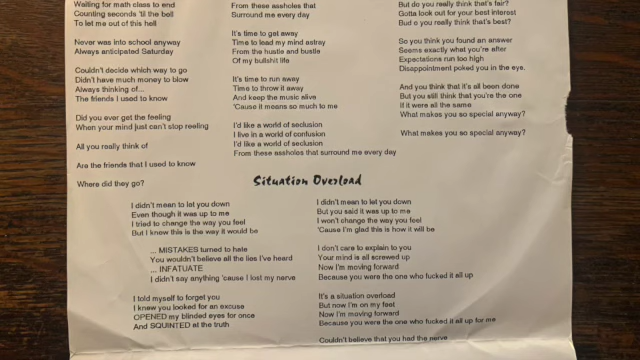 Waiting for math class to end
Counting seconds 'til the bell
To let me out of this hell
Never was into school anyway
Always anticipated Saturday
Couldn't decide which way to go
Didn't have much money to blow
Always thinking of...
The friends I used to know
Did you ever get the feeling
When your mind just can't stop reeling
All you really think of
Are the friends that I used to know
Where did they go?
From these assholes that
Surround me every day
It's time to get away
Time to lead my mind astray
From the hustle and bustle
Of my bullshit life
It's time to run away
Time to throw it away
And keep the music alive
'Cause it means so much to me
I'd like a world of seclusion
I live in a world of confusion
I'd like a world of seclusion
From these assholes that surround me every day
But do you really think that's fair?
Gotta look out for your best interest
Bud o you really think that's best?
So you think you found an answer
Seems exactly what you're after
Expectations run too high
Disappointment poked you in the eye.
And you think that it's all been done
But you still think that you're the one
If it were all the same
What makes you so special anyway?
What makes you so special anyway?
Situation Overload
I didn't mean to let you down
Even though it was up to me
I tried to change the way you feel
But I know this is the way it would be
... MISTAKES turned to hate
You wouldn't believe all the lies I've heard
... INFATUATE
I didn't say anything 'cause I lost my nerve
I told myself to forget you
I knew you looked for an excuse
OPENED my blinded eyes for once
And SQUINTED at the truth
I didn't mean to let you down
But you said it was up to me
I won't change the way you feel
'Cause I'm glad this is how it will be
I don't care to explain to you
Your mind is all screwed up
Now I'm moving forward
Because you were the one who fucked it all up
It's a situation overload
But now I'm on my feet
Now I'm moving forward
Because you were the one who fucked it all up for me
Couldn't believe that you had the nerve